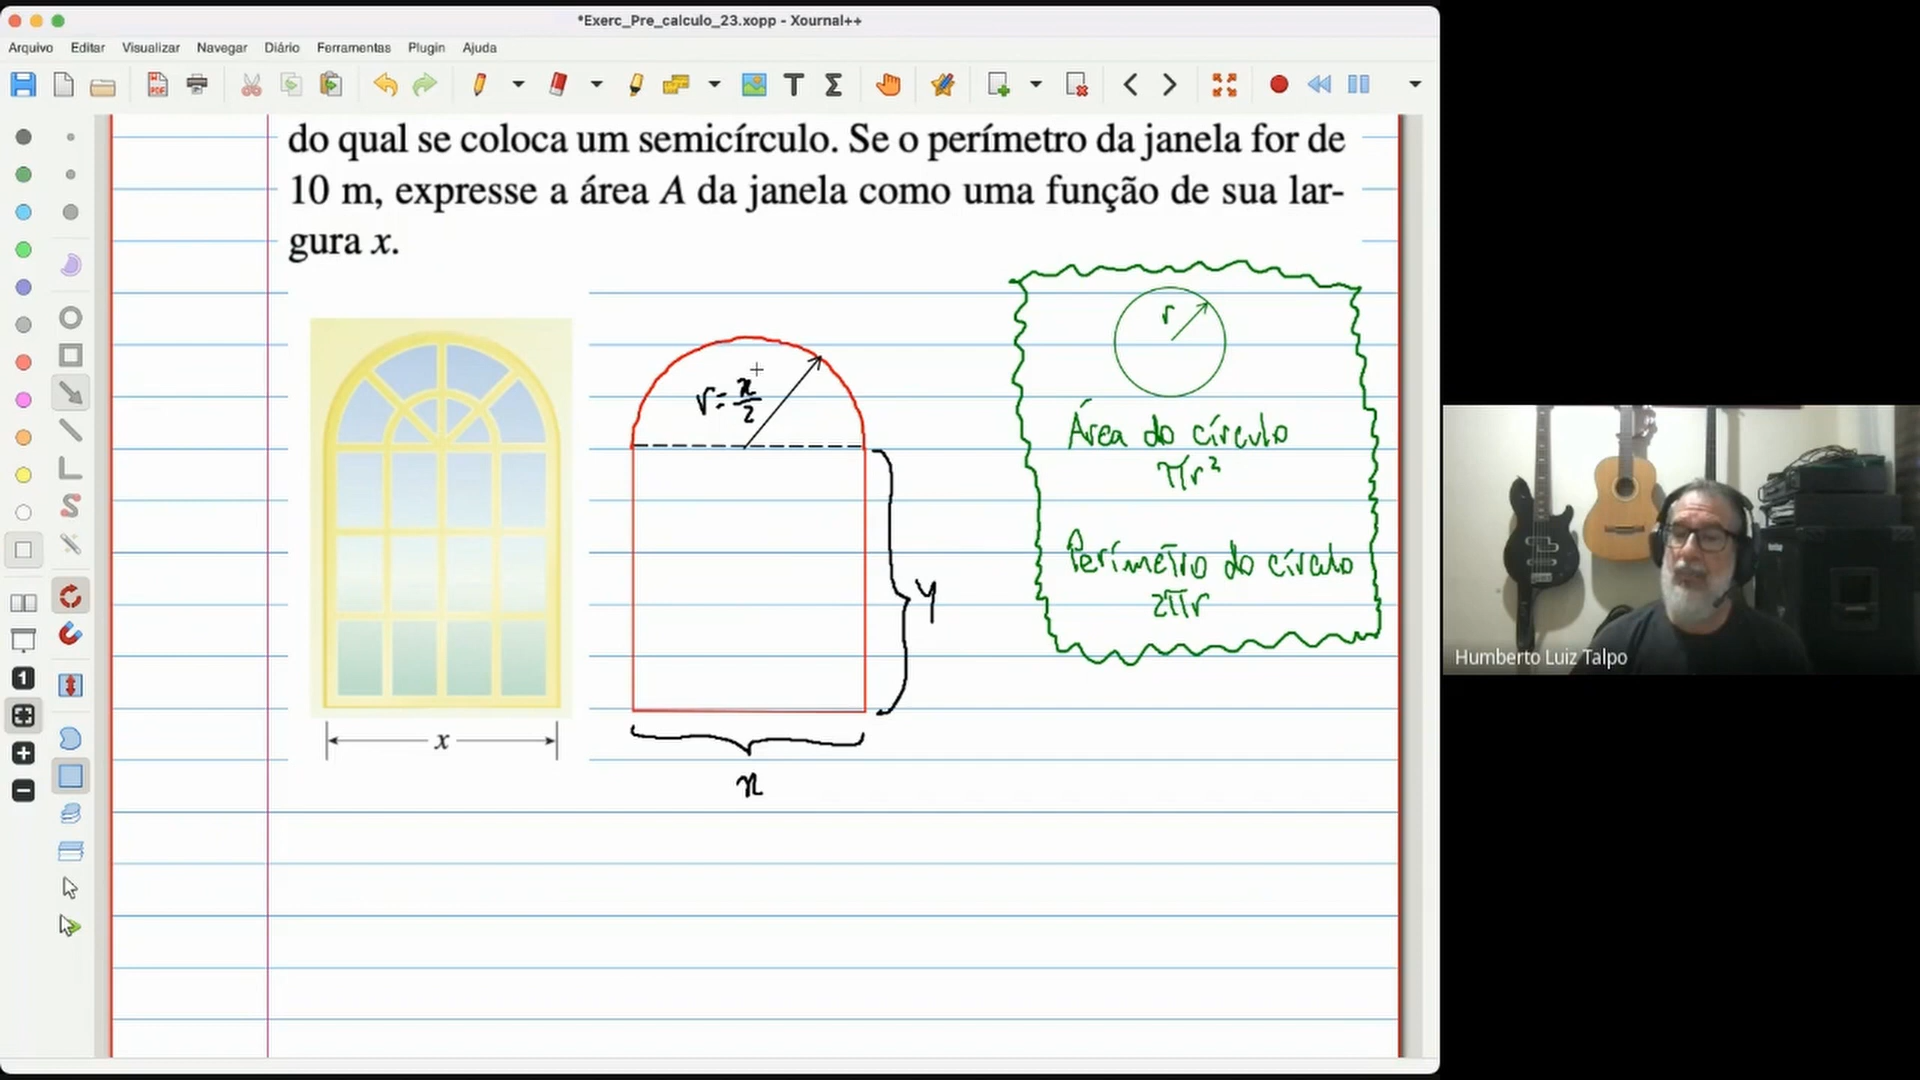 *Exerc_Pre_calculo_23.xopp - Xournal++
Arquivo Editar Visualizar Navegar Diário Ferramentas Plugin Ajuda
do qual se coloca um semicírculo. Se o perímetro da janela for de
10 m, expresse a área A da janela como uma função de sua lar-
gura x.
r
r = x/2
Área do círculo
πr²
Perímetro do círculo
2πr
y
x
x
Humberto Luiz Talpo